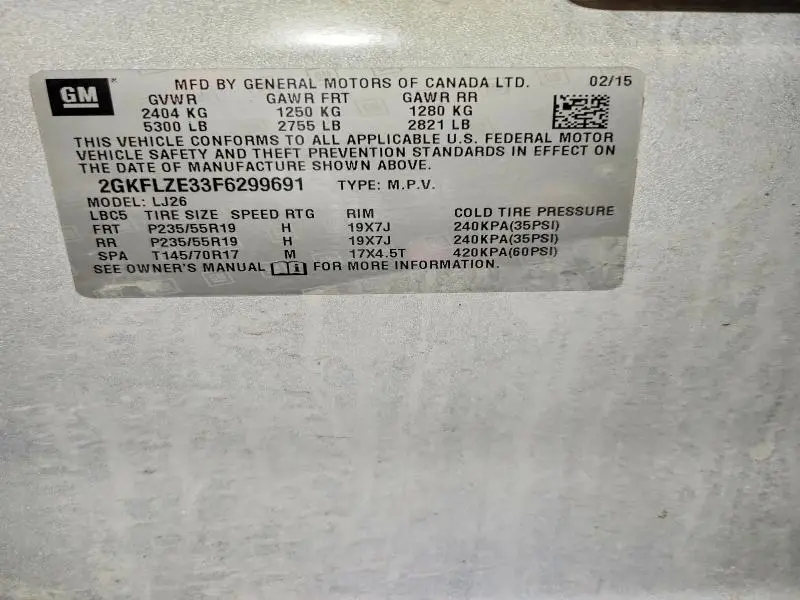 GM MFD BY GENERAL MOTORS OF CANADA LTD. 02/15
GVWR GAWR FRT GAWR RR
2404 KG 1250 KG 1280 KG
5300 LB 2755 LB 2821 LB
THIS VEHICLE CONFORMS TO ALL APPLICABLE U.S. FEDERAL MOTOR
VEHICLE SAFETY AND THEFT PREVENTION STANDARDS IN EFFECT ON
THE DATE OF MANUFACTURE SHOWN ABOVE.
2GKFLZE33F6299691 TYPE: M.P.V.
MODEL: LJ26
LBC5 TIRE SIZE SPEED RTG RIM COLD TIRE PRESSURE
FRT P235/55R19 H 19X7J 240KPA(35PSI)
RR P235/55R19 H 19X7J 240KPA(35PSI)
SPA T145/70R17 M 17X4.5T 420KPA(60PSI)
SEE OWNER'S MANUAL FOR MORE INFORMATION.